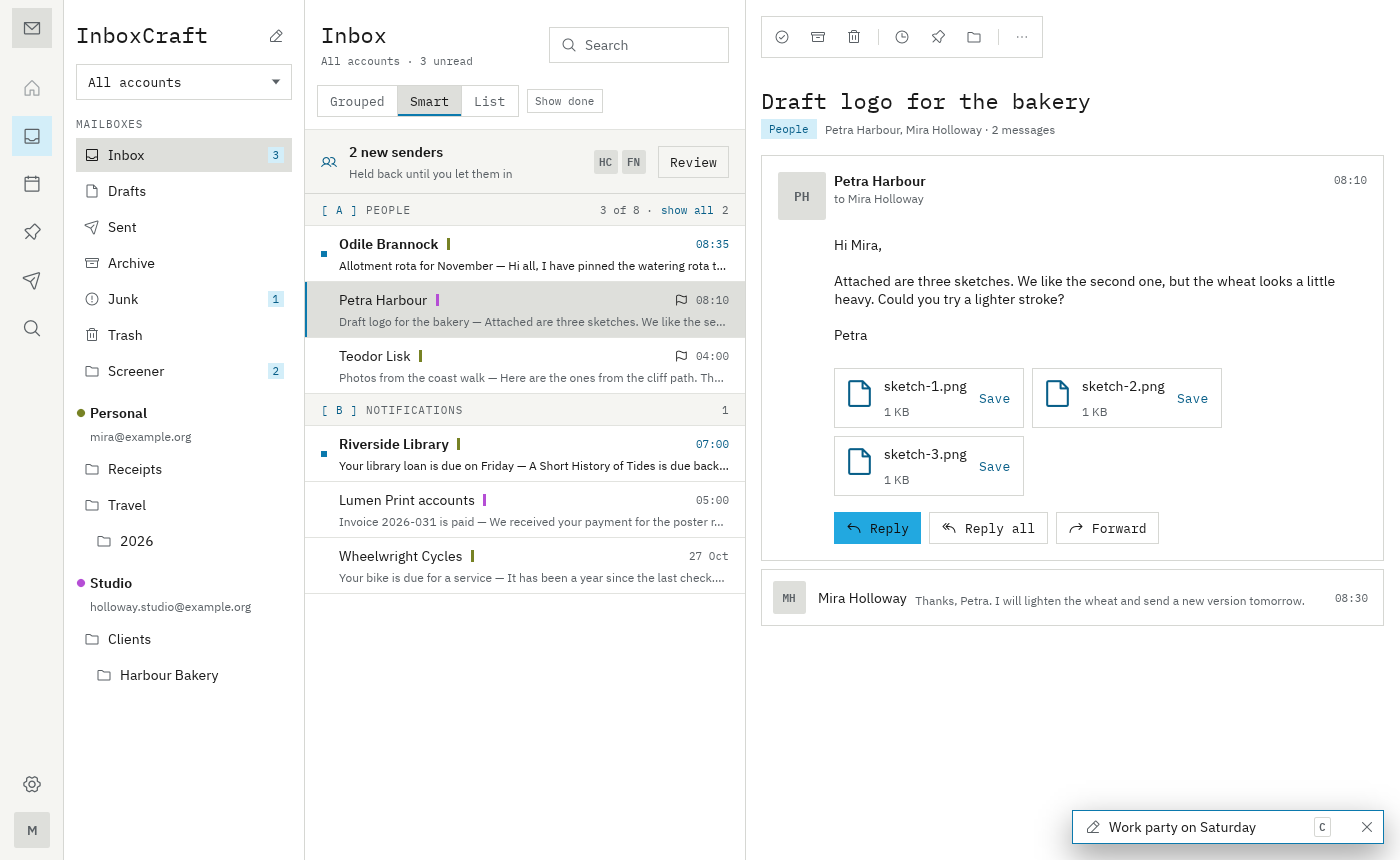 InboxCraft
All accounts
MAILBOXES
Inbox 3
Drafts
Sent
Archive
Junk 1
Trash
Screener 2
Personal
mira@example.org
Receipts
Travel
2026
Studio
holloway.studio@example.org
Clients
Harbour Bakery
M
Inbox
All accounts · 3 unread
Search
Grouped Smart List Show done
2 new senders
Held back until you let them in
HC FN Review
[ A ] PEOPLE 3 of 8 · show all 2
Odile Brannock 08:35
Allotment rota for November — Hi all, I have pinned the watering rota t…
Petra Harbour 08:10
Draft logo for the bakery — Attached are three sketches. We like the se…
Teodor Lisk 04:00
Photos from the coast walk — Here are the ones from the cliff path. Th…
[ B ] NOTIFICATIONS 1
Riverside Library 07:00
Your library loan is due on Friday — A Short History of Tides is due back…
Lumen Print accounts 05:00
Invoice 2026-031 is paid — We received your payment for the poster r…
Wheelwright Cycles 27 Oct
Your bike is due for a service — It has been a year since the last check.…
Draft logo for the bakery
People Petra Harbour, Mira Holloway · 2 messages
PH Petra Harbour 08:10
to Mira Holloway
Hi Mira,
Attached are three sketches. We like the second one, but the wheat looks a little
heavy. Could you try a lighter stroke?
Petra
sketch-1.png 1 KB Save
sketch-2.png 1 KB Save
sketch-3.png 1 KB Save
Reply Reply all Forward
MH Mira Holloway Thanks, Petra. I will lighten the wheat and send a new version tomorrow. 08:30
Work party on Saturday C